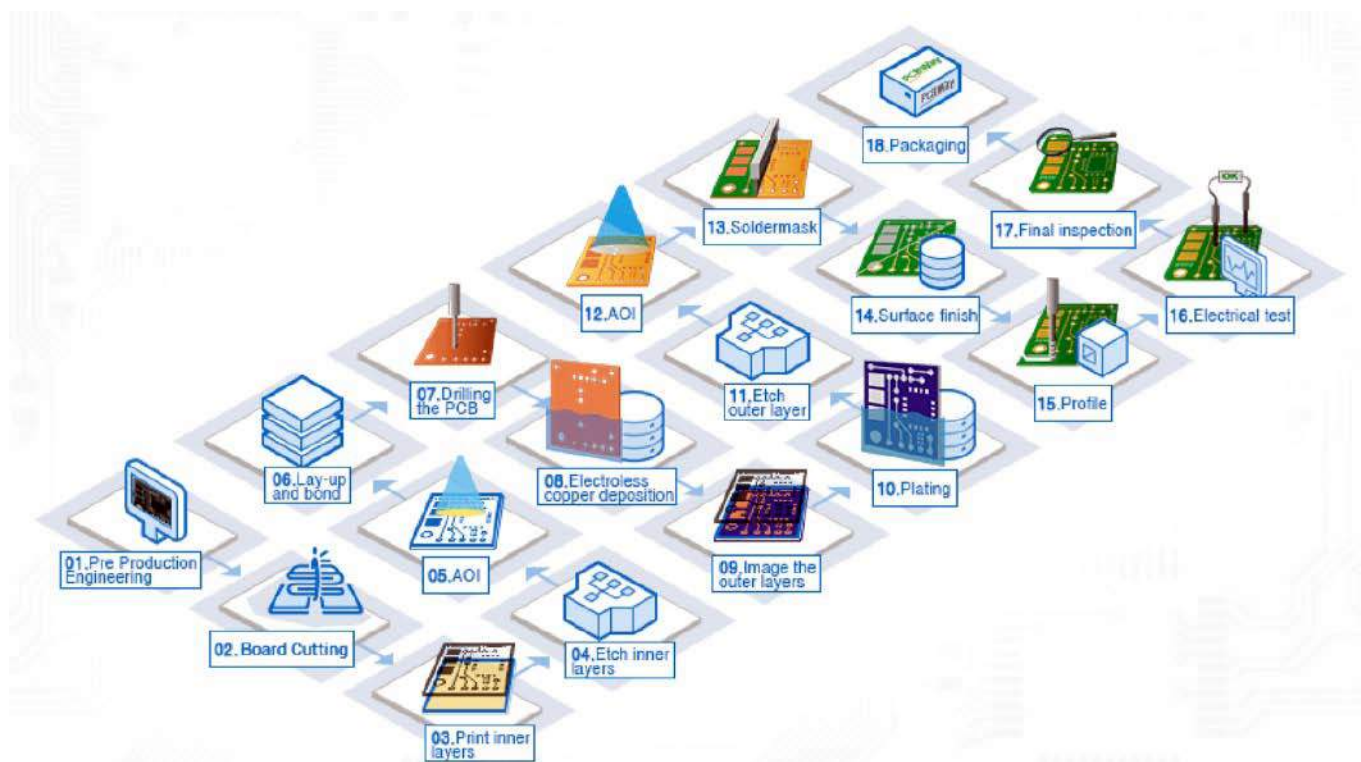 01.Pre Production
Engineering
02.Board Cutting
03.Print inner
layers
04.Etch inner
layers
05.AOI
06.Lay-up
and bond
07.Drilling
the PCB
08.Electroless
copper deposition
09.Image the
outer layers
10.Plating
11.Etch
outer layer
12.AOI
13.Soldermask
14.Surface finish
15.Profile
OK
16.Electrical test
17.Final inspection
PCBWay
PCBWay
18.Packaging